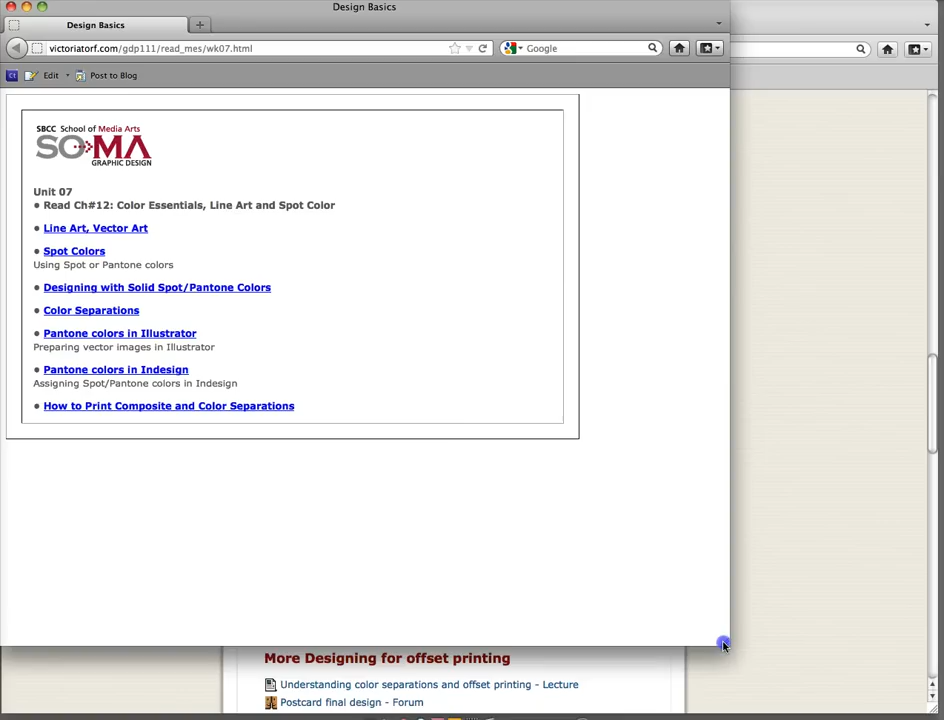 Design Basics
Design Basics
victoriatorf.com/gdp111/read_mes/wk07.html
Google
Edit
Post to Blog
SBCC School of Media Arts
SOMA
GRAPHIC DESIGN
Unit 07
• Read Ch#12: Color Essentials, Line Art and Spot Color
• Line Art, Vector Art
• Spot Colors
Using Spot or Pantone colors
• Designing with Solid Spot/Pantone Colors
• Color Separations
• Pantone colors in Illustrator
Preparing vector images in Illustrator
• Pantone colors in Indesign
Assigning Spot/Pantone colors in Indesign
• How to Print Composite and Color Separations
More Designing for offset printing
Understanding color separations and offset printing - Lecture
Postcard final design - Forum